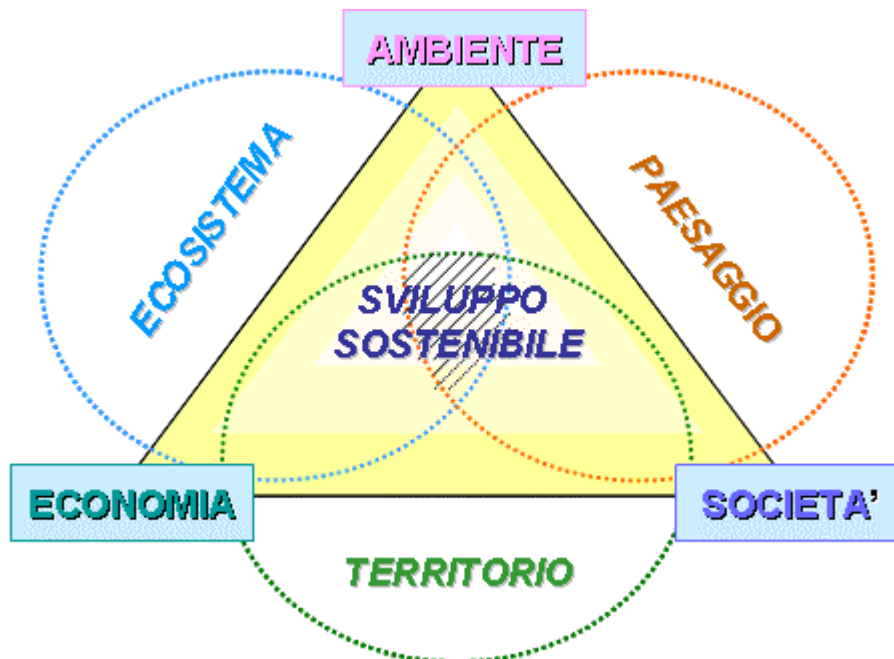 AMBIENTE
ECOSISTEMA
PAESAGGIO
SVILUPPO
SOSTENIBILE
ECONOMIA
SOCIETA'
TERRITORIO